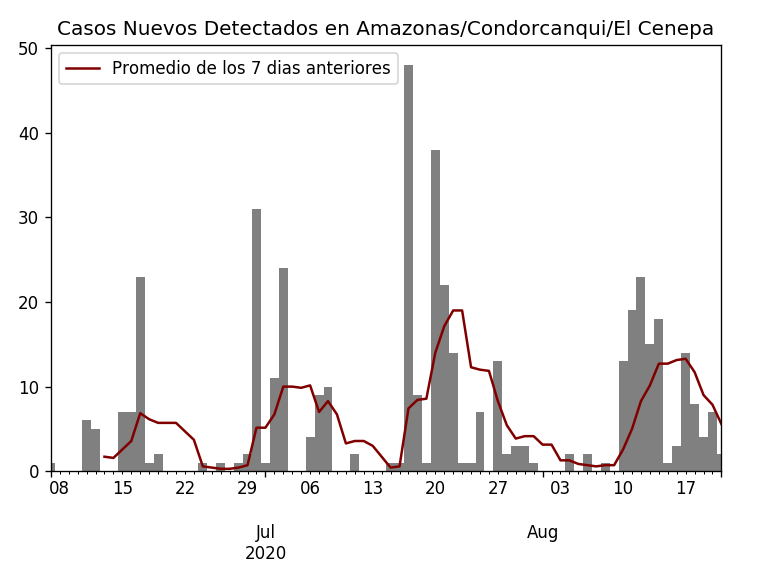 Casos Nuevos Detectados en Amazonas/Condorcanqui/El Cenepa
Promedio de los 7 dias anteriores
50
40
30
20
10
0
08 15 22 29 06 13 20 27 03 10 17
Jul Aug
2020